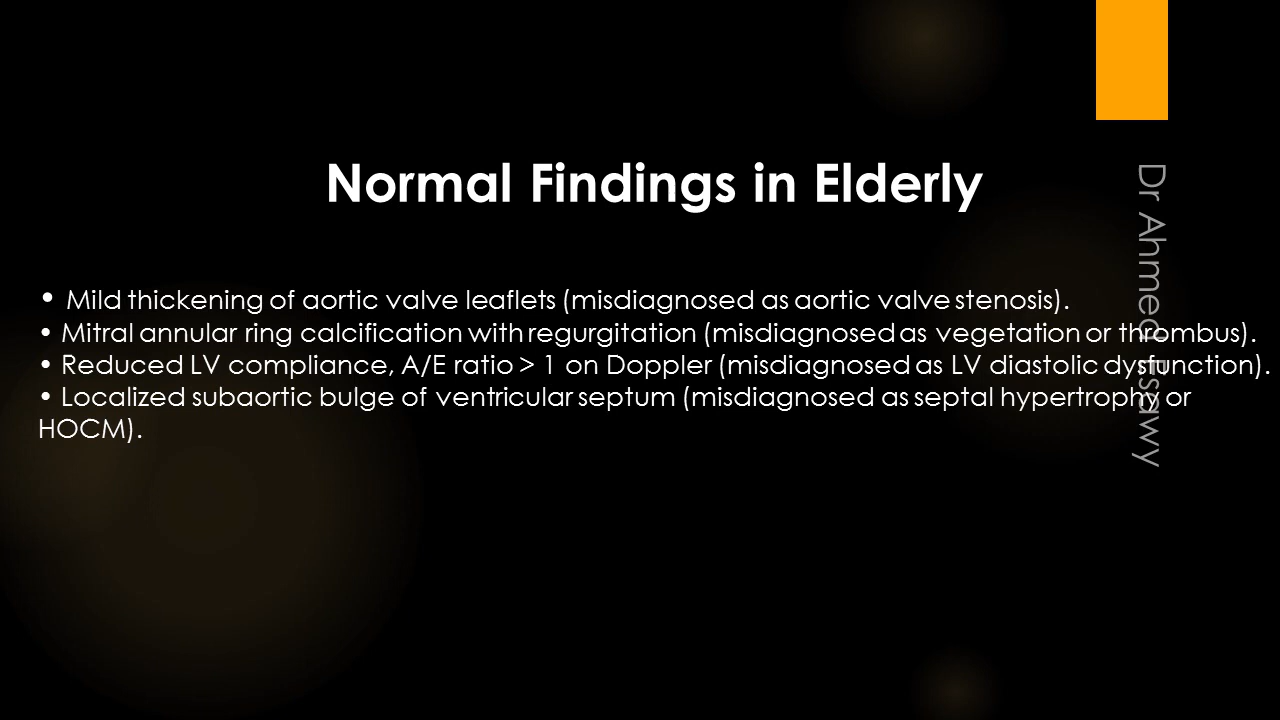 Normal Findings in Elderly
• Mild thickening of aortic valve leaflets (misdiagnosed as aortic valve stenosis).
• Mitral annular ring calcification with regurgitation (misdiagnosed as vegetation or thrombus).
• Reduced LV compliance, A/E ratio > 1 on Doppler (misdiagnosed as LV diastolic dysfunction).
• Localized subaortic bulge of ventricular septum (misdiagnosed as septal hypertrophy or
HOCM).
Dr Ahmed Esawy